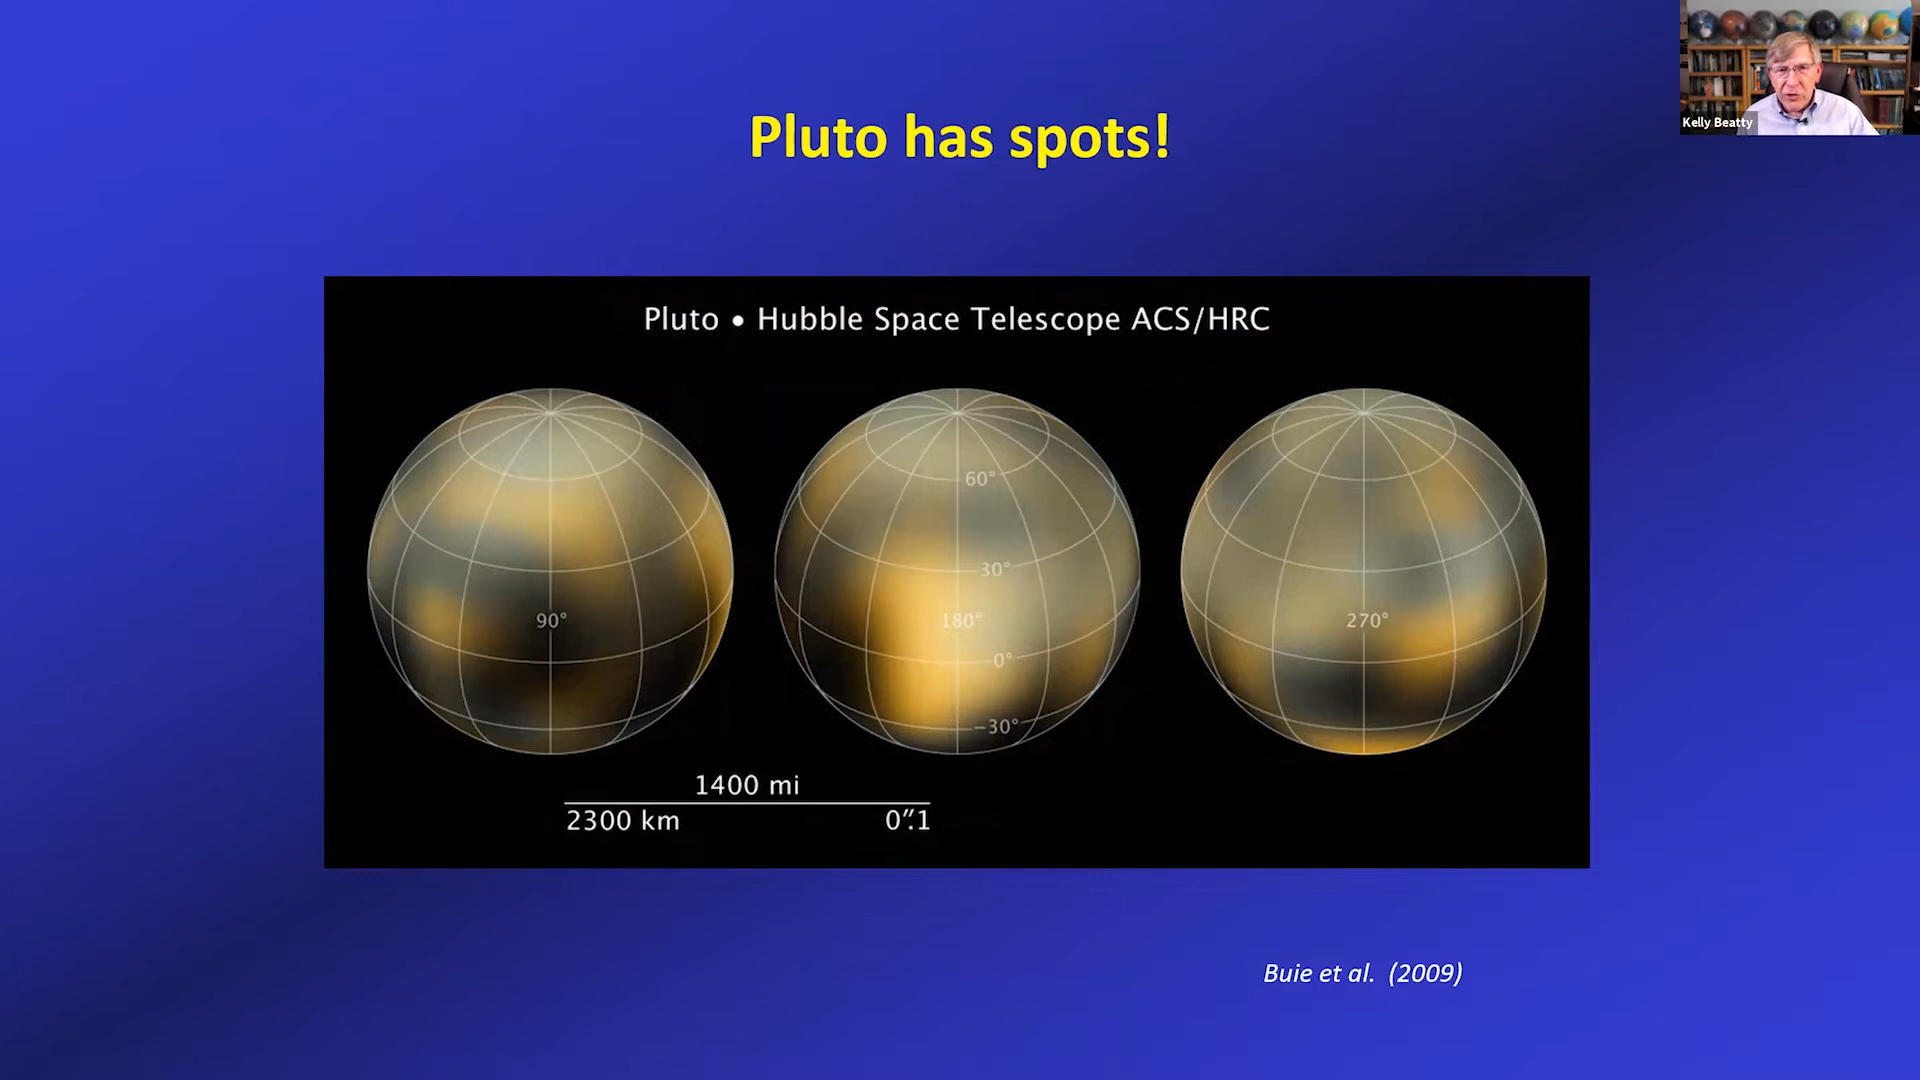 Pluto has spots!
Kelly Beatty
Pluto • Hubble Space Telescope ACS/HRC
60°
30°
90°
180°
270°
0°
−30°
1400 mi
2300 km 0″.1
Buie et al. (2009)